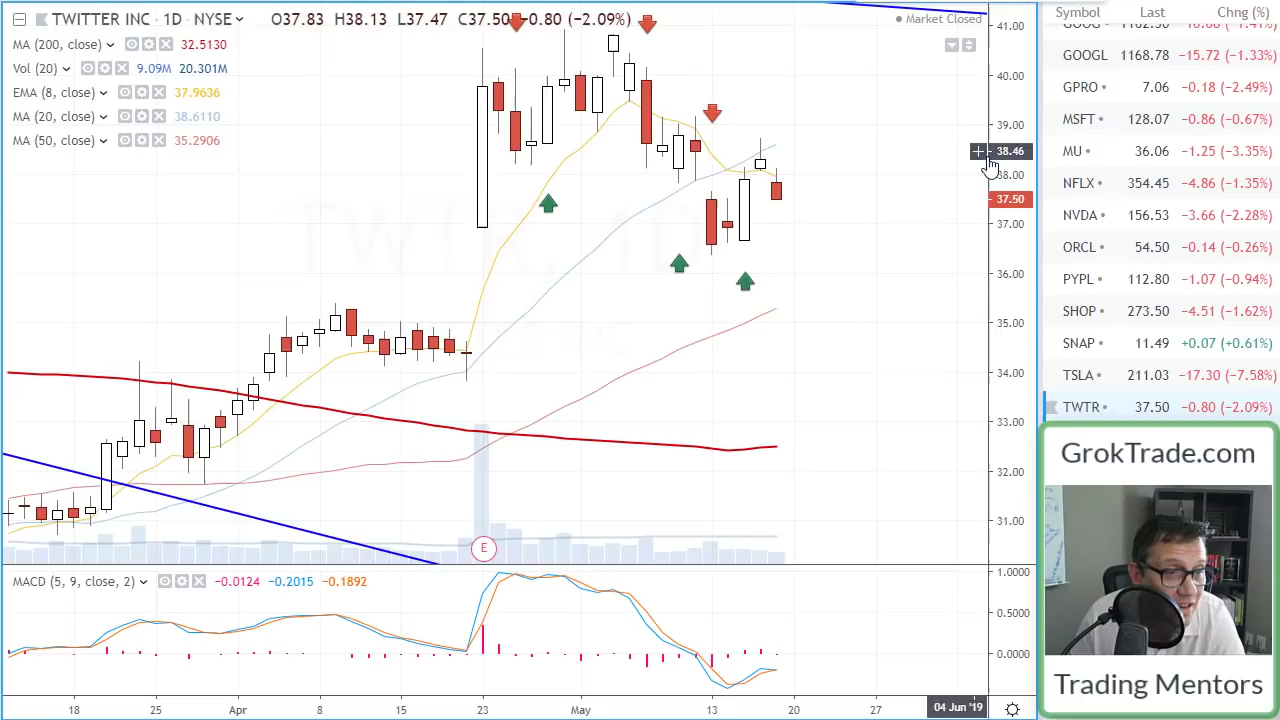 TWITTER INC · 1D · NYSE
O37.83 H38.13 L37.47 C37.50 −0.80 (−2.09%)
Market Closed
MA (200, close) 32.5130
Vol (20) 9.09M 20.301M
EMA (8, close) 37.9636
MA (20, close) 38.6110
MA (50, close) 35.2906
TWTR, 1D
41.00
40.00
39.00
38.46
38.00
37.50
37.00
36.00
35.00
34.00
33.00
32.00
31.00
E
MACD (5, 9, close, 2) −0.0124 −0.2015 −0.1892
1.0000
0.5000
0.0000
18 25 Apr 8 15 23 May 13 20 27 04 Jun '19
Symbol Last Chng (%)
GOOGL 1168.78 −15.72 (−1.33%)
GPRO 7.06 −0.18 (−2.49%)
MSFT 128.07 −0.86 (−0.67%)
MU 36.06 −1.25 (−3.35%)
NFLX 354.45 −4.86 (−1.35%)
NVDA 156.53 −3.66 (−2.28%)
ORCL 54.50 −0.14 (−0.26%)
PYPL 112.80 −1.07 (−0.94%)
SHOP 273.50 −4.51 (−1.62%)
SNAP 11.49 +0.07 (+0.61%)
TSLA 211.03 −17.30 (−7.58%)
TWTR 37.50 −0.80 (−2.09%)
GrokTrade.com
Trading Mentors